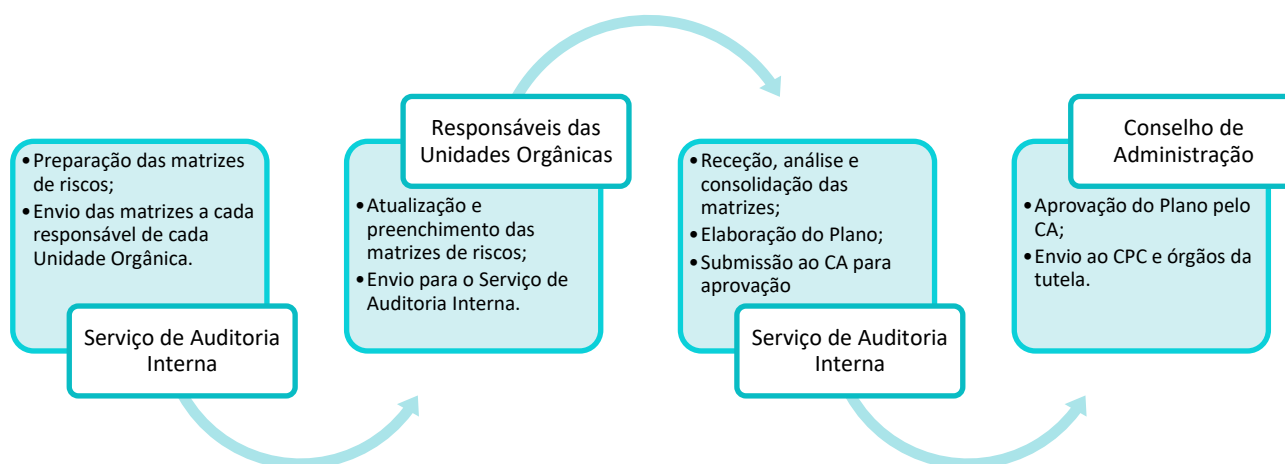 • Preparação das matrizes
de riscos;
• Envio das matrizes a cada
responsável de cada
Unidade Orgânica.
Serviço de Auditoria
Interna
Responsáveis das
Unidades Orgânicas
• Atualização e
preenchimento das
matrizes de riscos;
• Envio para o Serviço de
Auditoria Interna.
• Receção, análise e
consolidação das
matrizes;
• Elaboração do Plano;
• Submissão ao CA para
aprovação
Serviço de Auditoria
Interna
Conselho de
Administração
• Aprovação do Plano pelo
CA;
• Envio ao CPC e órgãos da
tutela.